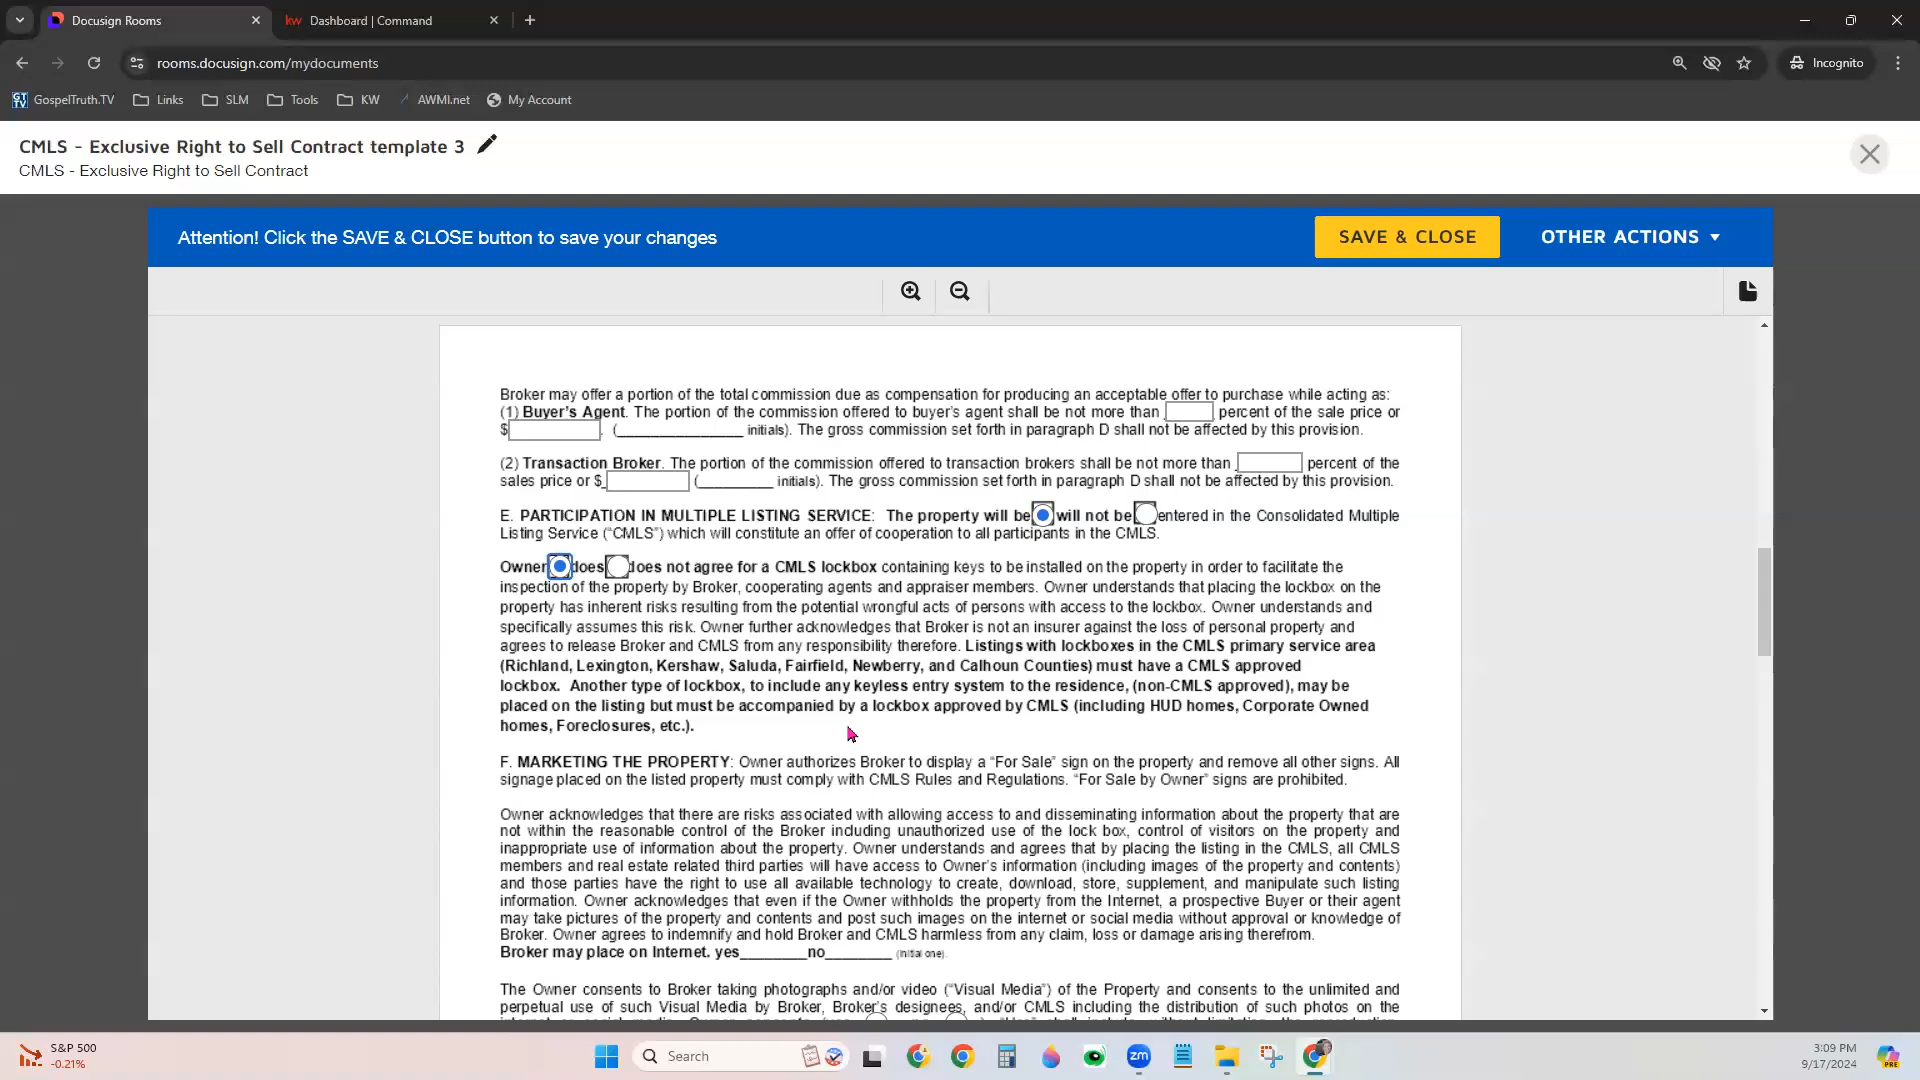 Docusign Rooms
kw Dashboard | Command
rooms.docusign.com/mydocuments
Incognito
GT TV GospelTruth.TV Links SLM Tools KW AWMI.net My Account
CMLS - Exclusive Right to Sell Contract template 3
CMLS - Exclusive Right to Sell Contract
Attention! Click the SAVE & CLOSE button to save your changes
SAVE & CLOSE
OTHER ACTIONS
Broker may offer a portion of the total commission due as compensation for producing an acceptable offer to purchase while acting as:
(1) Buyer's Agent. The portion of the commission offered to buyer's agent shall be not more than percent of the sale price or
$ . (________________ initials). The gross commission set forth in paragraph D shall not be affected by this provision.
(2) Transaction Broker. The portion of the commission offered to transaction brokers shall be not more than percent of the
sales price or $ (_________ initials). The gross commission set forth in paragraph D shall not be affected by this provision.
E. PARTICIPATION IN MULTIPLE LISTING SERVICE: The property will be will not be entered in the Consolidated Multiple
Listing Service ("CMLS") which will constitute an offer of cooperation to all participants in the CMLS.
Owner does does not agree for a CMLS lockbox containing keys to be installed on the property in order to facilitate the
inspection of the property by Broker, cooperating agents and appraiser members. Owner understands that placing the lockbox on the
property has inherent risks resulting from the potential wrongful acts of persons with access to the lockbox. Owner understands and
specifically assumes this risk. Owner further acknowledges that Broker is not an insurer against the loss of personal property and
agrees to release Broker and CMLS from any responsibility therefore. Listings with lockboxes in the CMLS primary service area
(Richland, Lexington, Kershaw, Saluda, Fairfield, Newberry, and Calhoun Counties) must have a CMLS approved
lockbox. Another type of lockbox, to include any keyless entry system to the residence, (non-CMLS approved), may be
placed on the listing but must be accompanied by a lockbox approved by CMLS (including HUD homes, Corporate Owned
homes, Foreclosures, etc.).
F. MARKETING THE PROPERTY: Owner authorizes Broker to display a "For Sale" sign on the property and remove all other signs. All
signage placed on the listed property must comply with CMLS Rules and Regulations. "For Sale by Owner" signs are prohibited.
Owner acknowledges that there are risks associated with allowing access to and disseminating information about the property that are
not within the reasonable control of the Broker including unauthorized use of the lock box, control of visitors on the property and
inappropriate use of information about the property. Owner understands and agrees that by placing the listing in the CMLS, all CMLS
members and real estate related third parties will have access to Owner's information (including images of the property and contents)
and those parties have the right to use all available technology to create, download, store, supplement, and manipulate such listing
information. Owner acknowledges that even if the Owner withholds the property from the Internet, a prospective Buyer or their agent
may take pictures of the property and contents and post such images on the internet or social media without approval or knowledge of
Broker. Owner agrees to indemnify and hold Broker and CMLS harmless from any claim, loss or damage arising therefrom.
Broker may place on Internet. yes________no________ (initial one).
The Owner consents to Broker taking photographs and/or video ("Visual Media") of the Property and consents to the unlimited and
perpetual use of such Visual Media by Broker, Broker's designees, and/or CMLS including the distribution of such photos on the
S&P 500
-0.21%
Search
zm
PRE
3:09 PM
9/17/2024